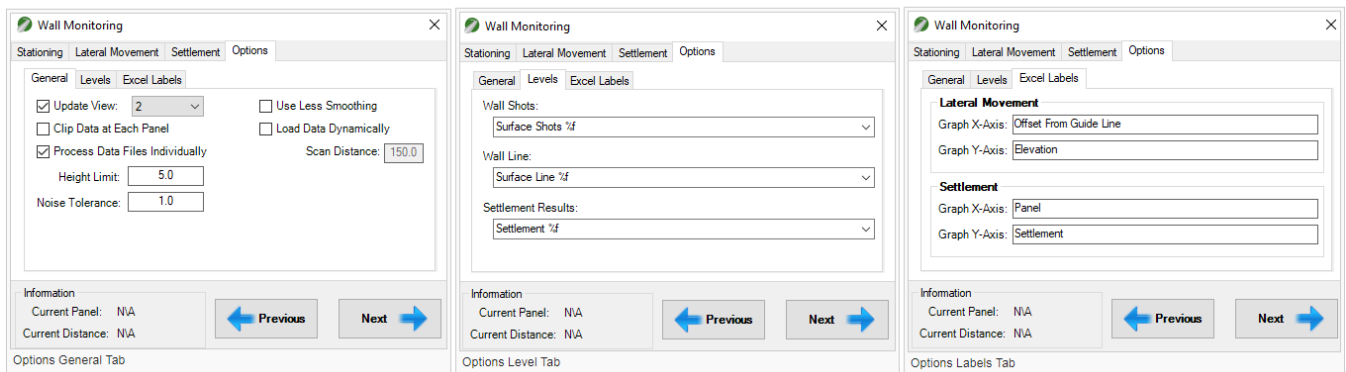 Wall Monitoring
Stationing Lateral Movement Settlement Options
General Levels Excel Labels
Update View: 2
Use Less Smoothing
Clip Data at Each Panel
Load Data Dynamically
Process Data Files Individually
Scan Distance: 150.0
Height Limit: 5.0
Noise Tolerance: 1.0
Information
Current Panel: N\A
Current Distance: N\A
Previous
Next
Options General Tab
Wall Monitoring
Stationing Lateral Movement Settlement Options
General Levels Excel Labels
Wall Shots:
Surface Shots %f
Wall Line:
Surface Line %f
Settlement Results:
Settlement %f
Information
Current Panel: N\A
Current Distance: N\A
Previous
Next
Options Level Tab
Wall Monitoring
Stationing Lateral Movement Settlement Options
General Levels Excel Labels
Lateral Movement
Graph X-Axis: Offset From Guide Line
Graph Y-Axis: Elevation
Settlement
Graph X-Axis: Panel
Graph Y-Axis: Settlement
Information
Current Panel: N\A
Current Distance: N\A
Previous
Next
Options Labels Tab